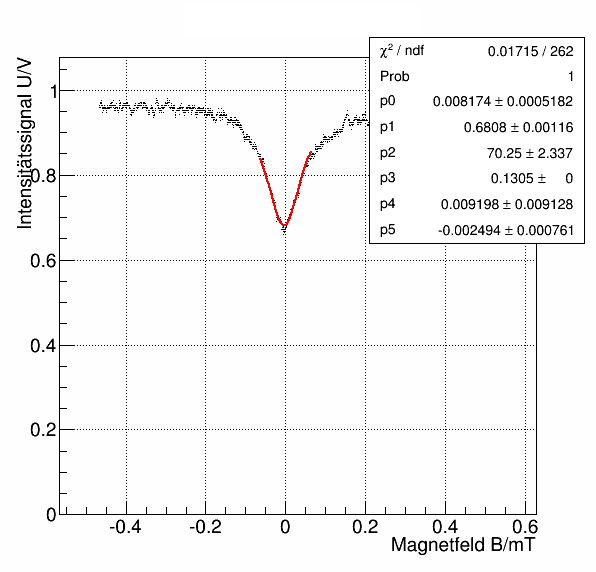 χ² / ndf 0.01715 / 262
Prob 1
p0 0.008174 ± 0.0005182
p1 0.6808 ± 0.00116
p2 70.25 ± 2.337
p3 0.1305 ± 0
p4 0.009198 ± 0.009128
p5 -0.002494 ± 0.000761
Intensitätssignal U/V
1
0.8
0.6
0.4
0.2
0
-0.4 -0.2 0 0.2 0.4 0.6
Magnetfeld B/mT